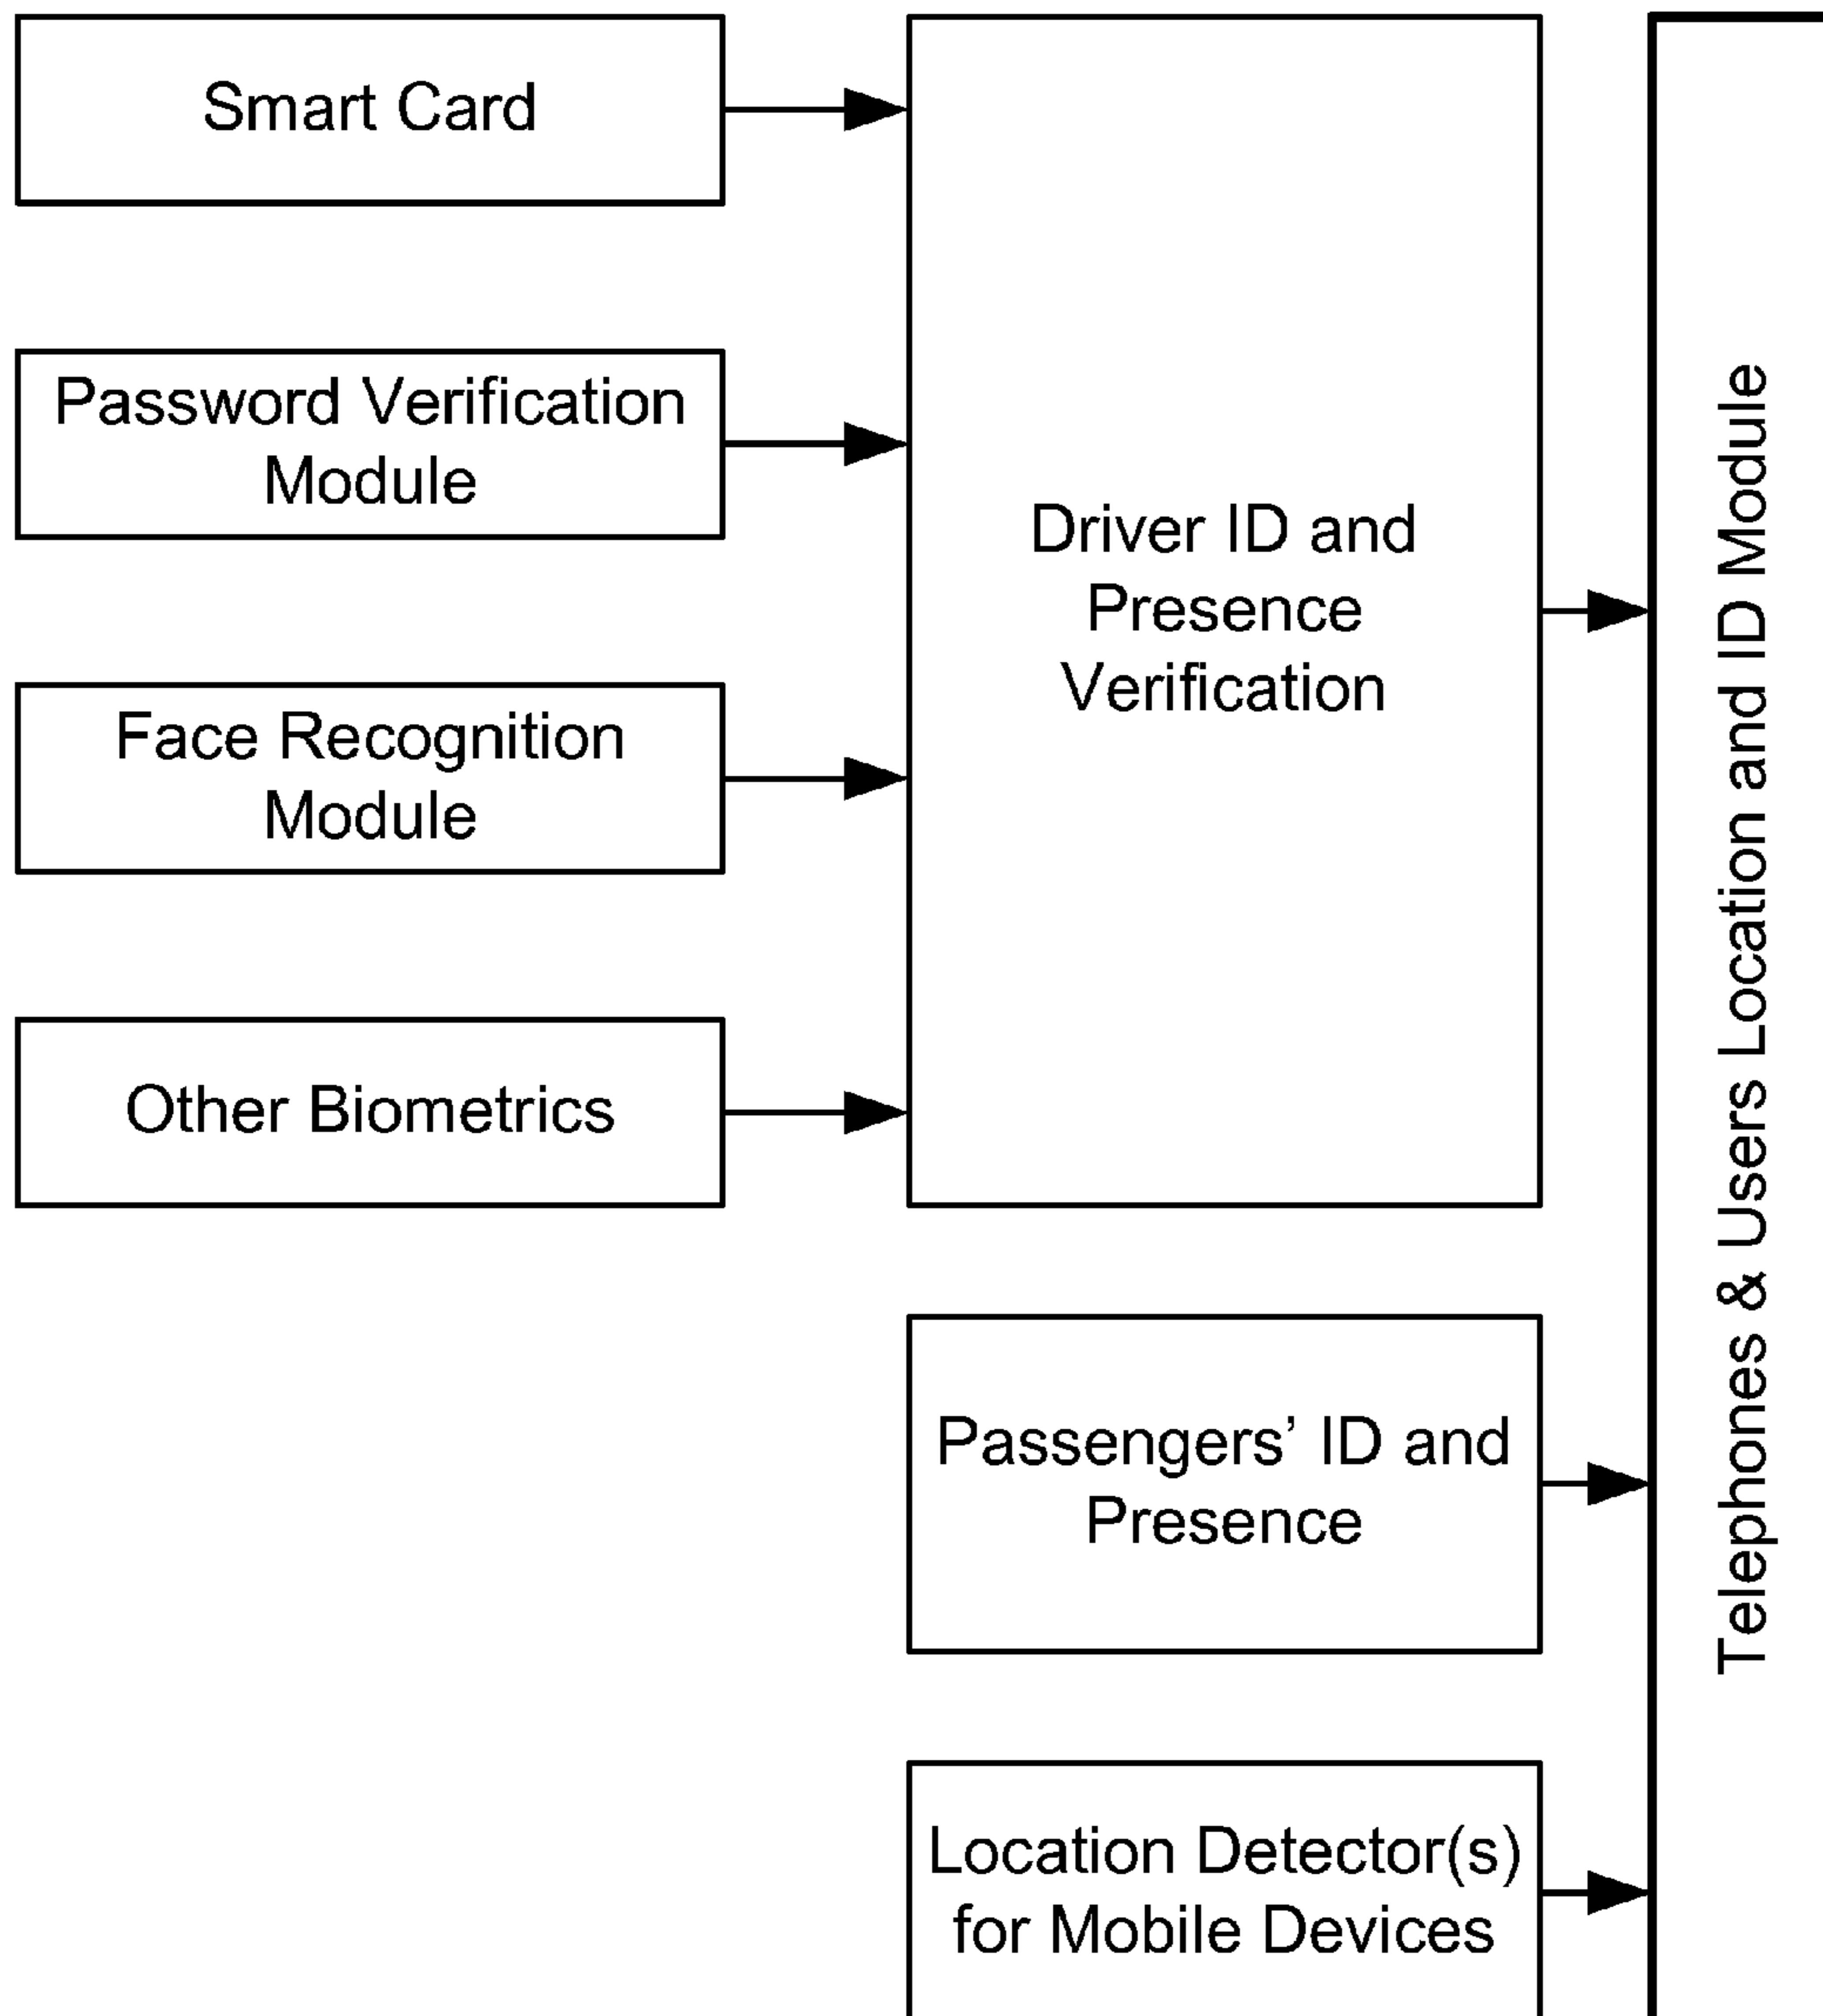 Smart Card
Password Verification
Module
Face Recognition
Module
Other Biometrics
Driver ID and
Presence
Verification
Passengers’ ID and
Presence
Location Detector(s)
for Mobile Devices
Telephones & Users Location and ID Module